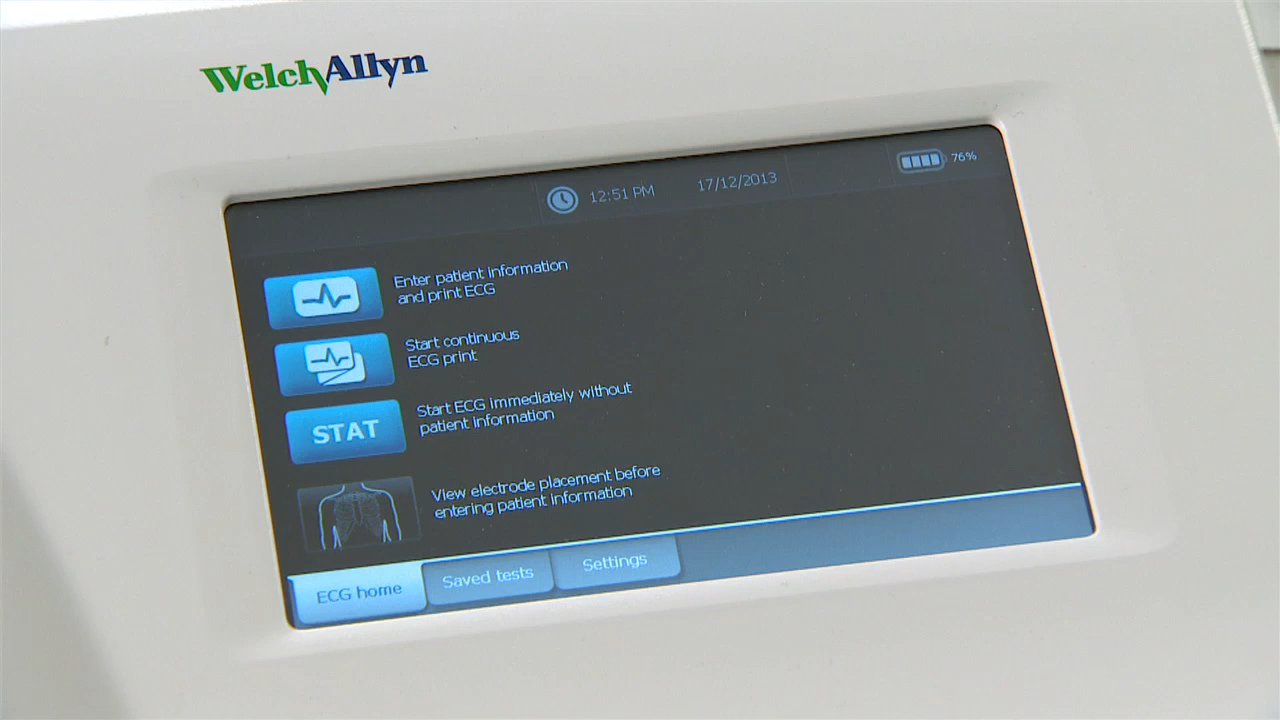 WelchAllyn
12:51 PM
17/12/2013
76%
Enter patient information
and print ECG
Start continuous
ECG print
STAT
Start ECG immediately without
patient information
View electrode placement before
entering patient information
ECG home
Saved tests
Settings